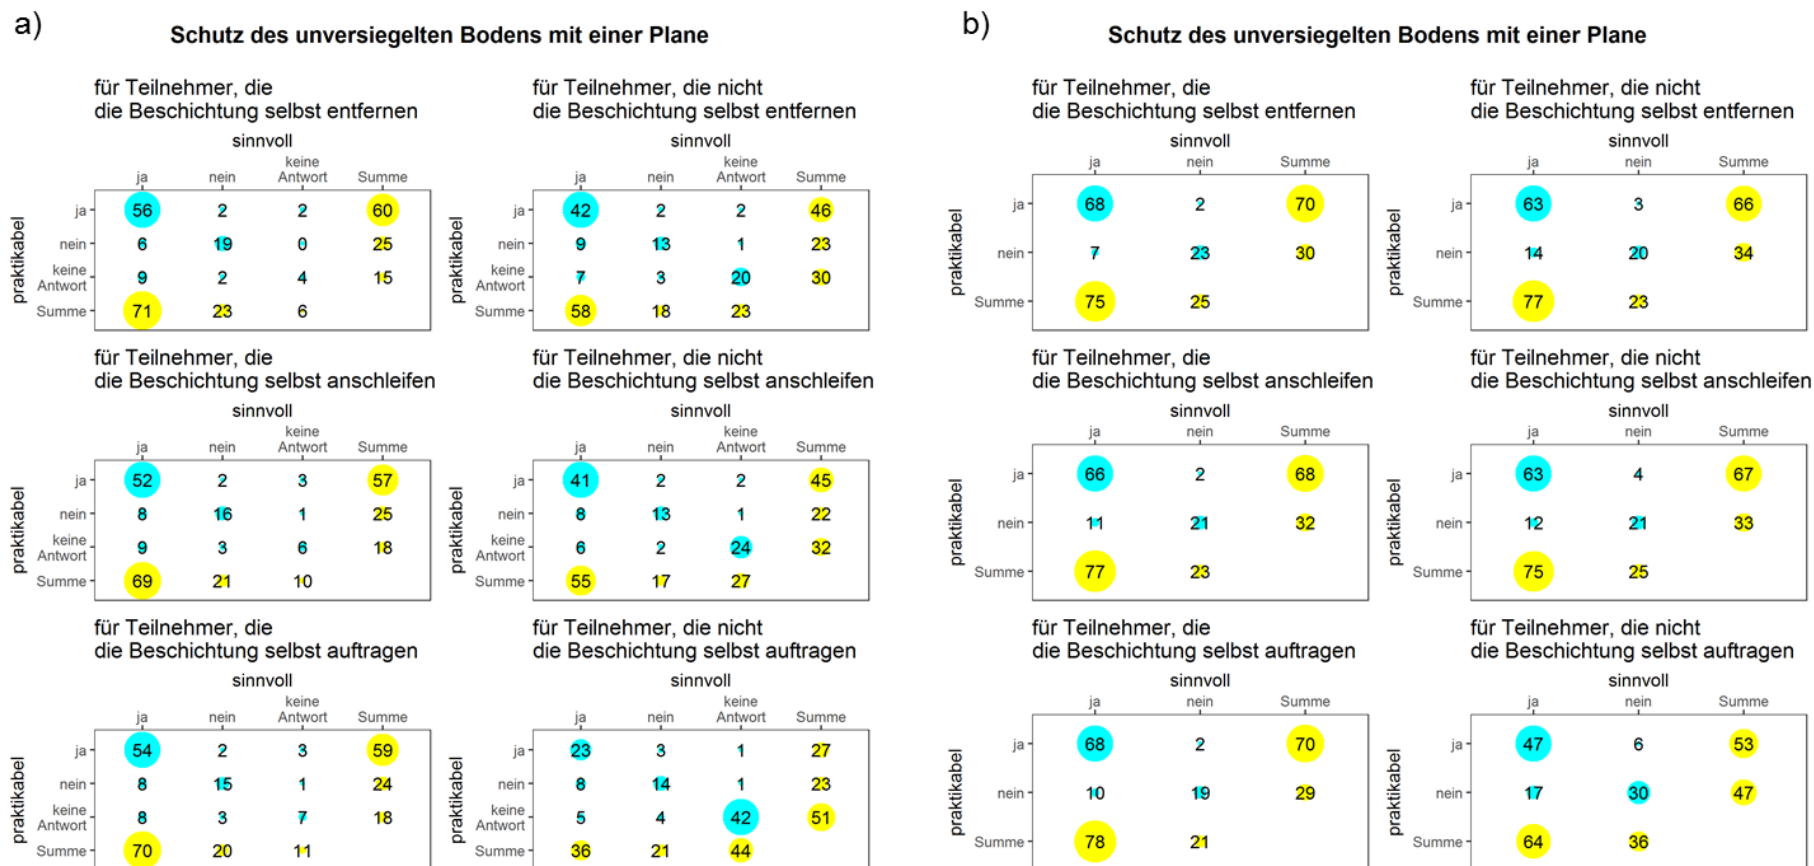 a)
Schutz des unversiegelten Bodens mit einer Plane
für Teilnehmer, die
die Beschichtung selbst entfernen
sinnvoll
ja nein keine Antwort Summe
praktikabel
ja 56 2 2 60
nein 6 19 0 25
keine Antwort 9 2 4 15
Summe 71 23 6
für Teilnehmer, die nicht
die Beschichtung selbst entfernen
sinnvoll
ja nein keine Antwort Summe
praktikabel
ja 42 2 2 46
nein 9 13 1 23
keine Antwort 7 3 20 30
Summe 58 18 23
für Teilnehmer, die
die Beschichtung selbst anschleifen
sinnvoll
ja nein keine Antwort Summe
praktikabel
ja 52 2 3 57
nein 8 16 1 25
keine Antwort 9 3 6 18
Summe 69 21 10
für Teilnehmer, die nicht
die Beschichtung selbst anschleifen
sinnvoll
ja nein keine Antwort Summe
praktikabel
ja 41 2 2 45
nein 8 13 1 22
keine Antwort 6 2 24 32
Summe 55 17 27
für Teilnehmer, die
die Beschichtung selbst auftragen
sinnvoll
ja nein keine Antwort Summe
praktikabel
ja 54 2 3 59
nein 8 15 1 24
keine Antwort 8 3 7 18
Summe 70 20 11
für Teilnehmer, die nicht
die Beschichtung selbst auftragen
sinnvoll
ja nein keine Antwort Summe
praktikabel
ja 23 3 1 27
nein 8 14 1 23
keine Antwort 5 4 42 51
Summe 36 21 44
b)
Schutz des unversiegelten Bodens mit einer Plane
für Teilnehmer, die
die Beschichtung selbst entfernen
sinnvoll
ja nein Summe
praktikabel
ja 68 2 70
nein 7 23 30
Summe 75 25
für Teilnehmer, die nicht
die Beschichtung selbst entfernen
sinnvoll
ja nein Summe
praktikabel
ja 63 3 66
nein 14 20 34
Summe 77 23
für Teilnehmer, die
die Beschichtung selbst anschleifen
sinnvoll
ja nein Summe
praktikabel
ja 66 2 68
nein 11 21 32
Summe 77 23
für Teilnehmer, die nicht
die Beschichtung selbst anschleifen
sinnvoll
ja nein Summe
praktikabel
ja 63 4 67
nein 12 21 33
Summe 75 25
für Teilnehmer, die
die Beschichtung selbst auftragen
sinnvoll
ja nein Summe
praktikabel
ja 68 2 70
nein 10 19 29
Summe 78 21
für Teilnehmer, die nicht
die Beschichtung selbst auftragen
sinnvoll
ja nein Summe
praktikabel
ja 47 6 53
nein 17 30 47
Summe 64 36